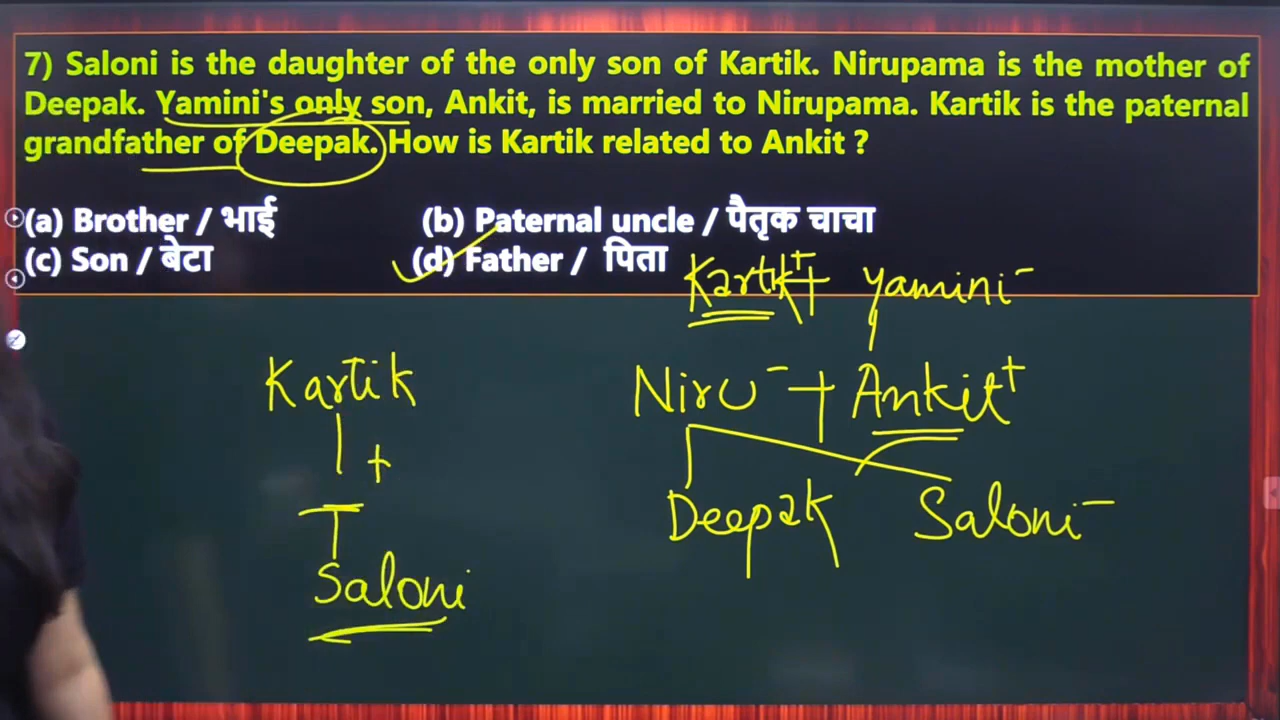 7) Saloni is the daughter of the only son of Kartik. Nirupama is the mother of
Deepak. Yamini's only son, Ankit, is married to Nirupama. Kartik is the paternal
grandfather of Deepak. How is Kartik related to Ankit ?
(a) Brother / भाई (b) Paternal uncle / पैतृक चाचा
(c) Son / बेटा (d) Father / पिता
Kartik+ + Yamini-
Kartik
Niru- + Ankit+
+
Deepak Saloni-
Saloni